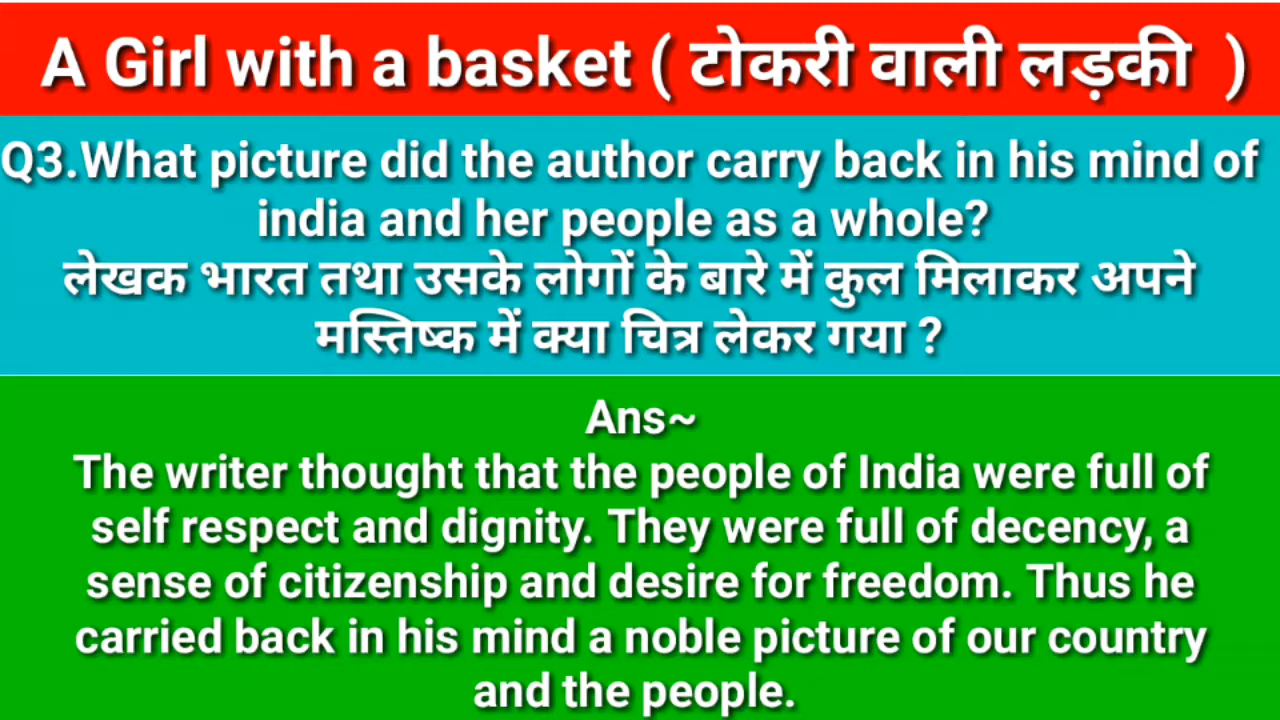 A Girl with a basket ( टोकरी वाली लड़की )
Q3.What picture did the author carry back in his mind of
india and her people as a whole?
लेखक भारत तथा उसके लोगों के बारे में कुल मिलाकर अपने
मस्तिष्क में क्या चित्र लेकर गया ?
Ans~
The writer thought that the people of India were full of
self respect and dignity. They were full of decency, a
sense of citizenship and desire for freedom. Thus he
carried back in his mind a noble picture of our country
and the people.